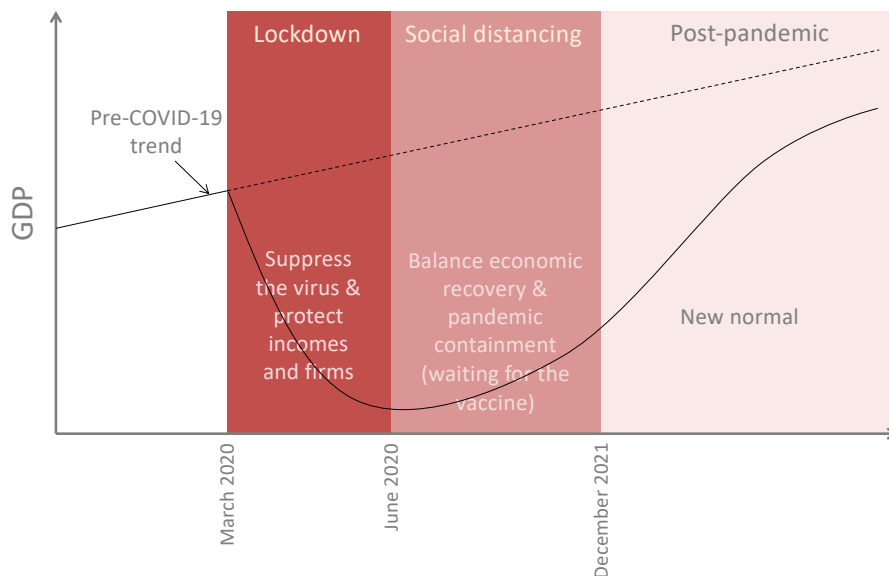 Lockdown
Social distancing
Post-pandemic
Pre-COVID-19
trend
GDP
Suppress
the virus &
protect
incomes
and firms
Balance economic
recovery &
pandemic
containment
(waiting for the
vaccine)
New normal
March 2020
June 2020
December 2021